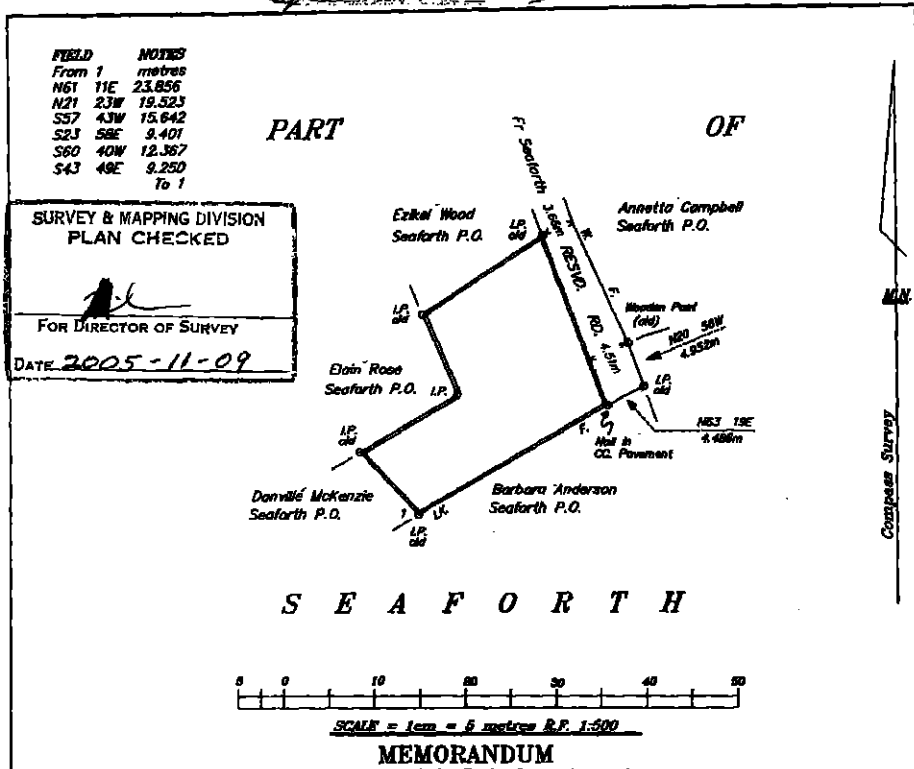 FIELD NOTES
From 1 metres
N61 11E 23.856
N21 23W 19.523
S57 43W 15.642
S23 58E 9.401
S60 40W 12.367
S43 49E 9.250
To 1
SURVEY & MAPPING DIVISION
PLAN CHECKED
FOR DIRECTOR OF SURVEY
DATE 2005-11-09
PART OF
Fr Seaforth
3.66m
Ezikel Wood
Seaforth P.O.
I.P.
old
Annetta Campbell
Seaforth P.O.
RESVD. RD. 4.51m
F.
Wooden Post
(old)
N20 56W
4.952m
I.P.
old
I.P.
old
Elain Rose
Seaforth P.O.
I.P.
I.P.
old
N63 19E
4.486m
Nail in
CC. Pavement
F.
Donville McKenzie
Seaforth P.O.
Barbara Anderson
Seaforth P.O.
1
I.K.
I.P.
old
M.N.
Compass Survey
SEAFORTH
5 0 10 20 30 40 50
SCALE = 1cm = 5 metres R.F. 1:500
MEMORANDUM